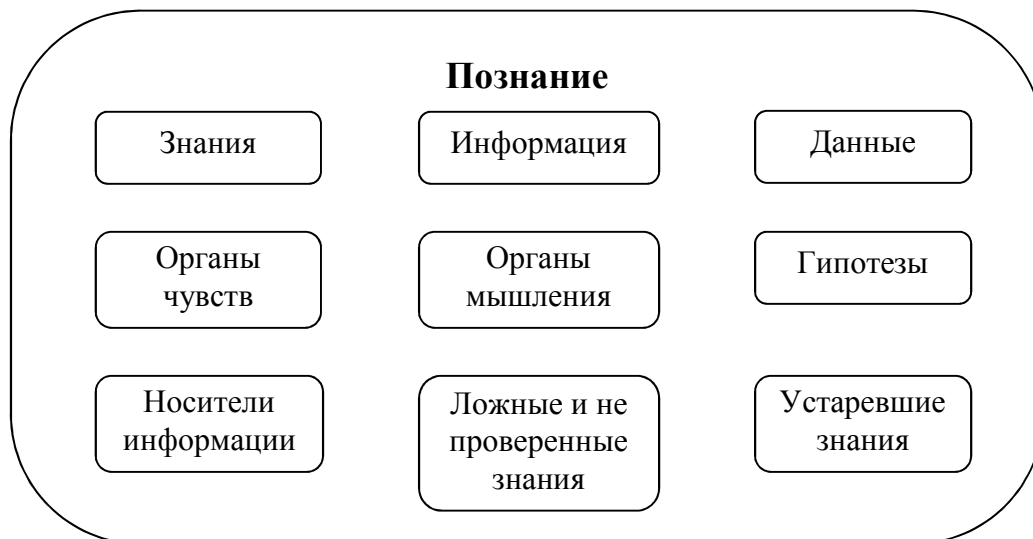 Познание
Знания
Информация
Данные
Органы
чувств
Органы
мышления
Гипотезы
Носители
информации
Ложные и не
проверенные
знания
Устаревшие
знания